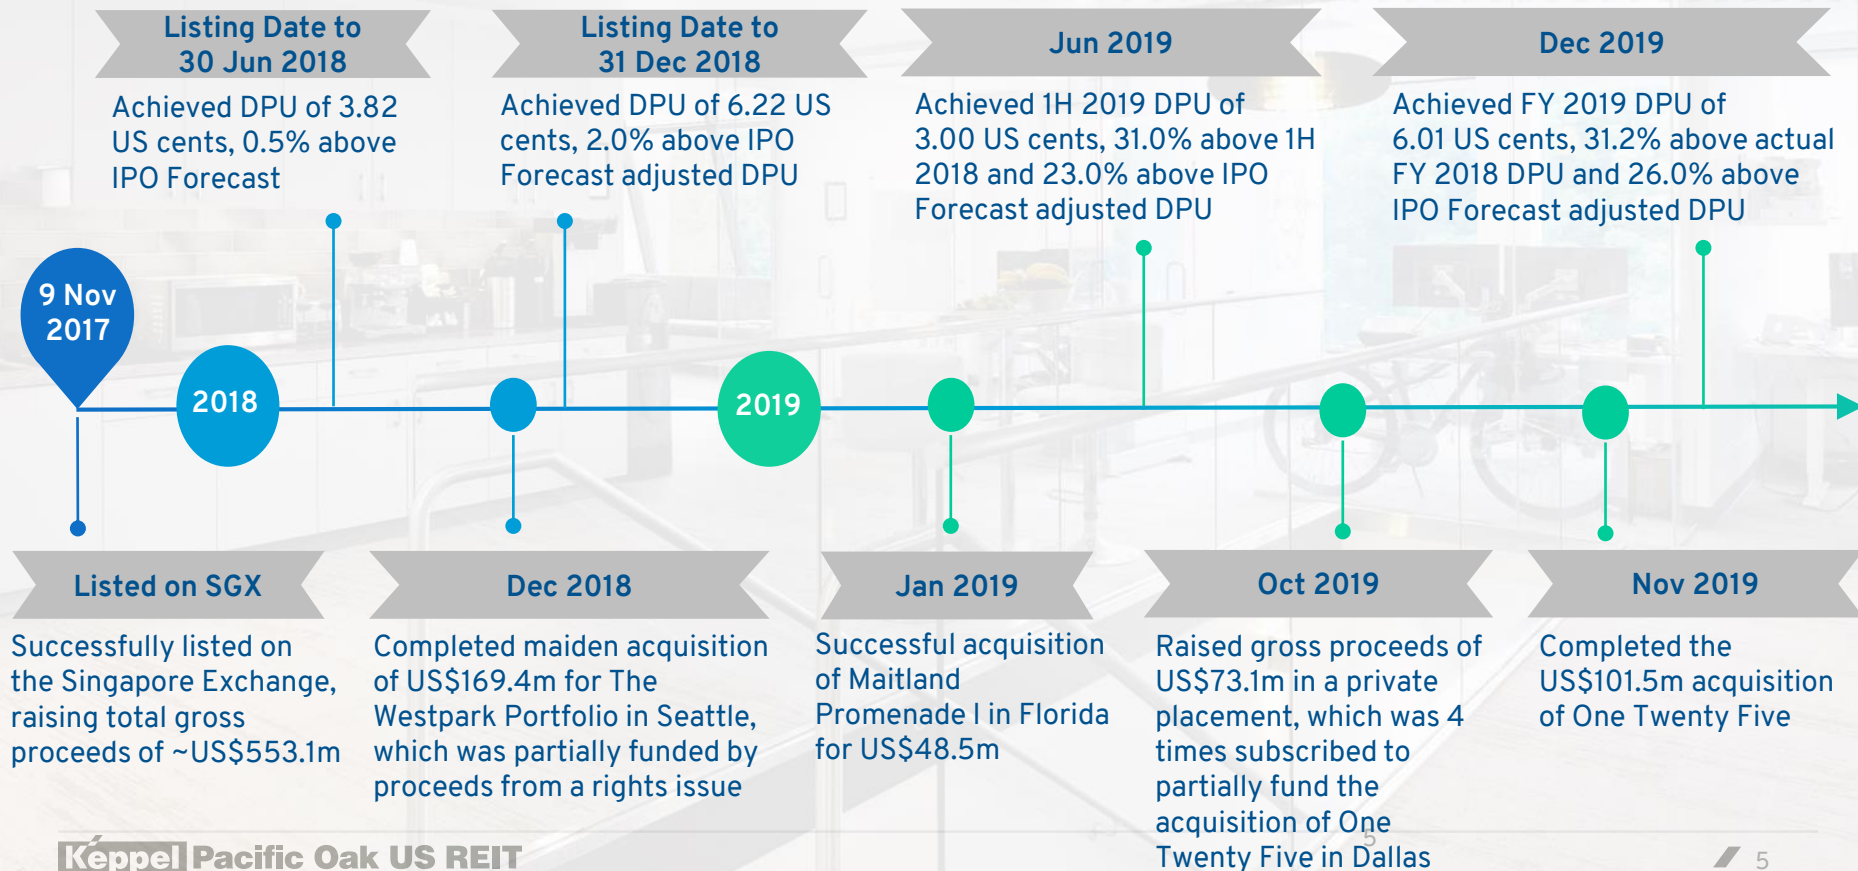 Listing Date to
30 Jun 2018
Achieved DPU of 3.82
US cents, 0.5% above
IPO Forecast
Listing Date to
31 Dec 2018
Achieved DPU of 6.22 US
cents, 2.0% above IPO
Forecast adjusted DPU
Jun 2019
Achieved 1H 2019 DPU of
3.00 US cents, 31.0% above 1H
2018 and 23.0% above IPO
Forecast adjusted DPU
Dec 2019
Achieved FY 2019 DPU of
6.01 US cents, 31.2% above actual
FY 2018 DPU and 26.0% above
IPO Forecast adjusted DPU
9 Nov
2017
2018
2019
Listed on SGX
Successfully listed on
the Singapore Exchange,
raising total gross
proceeds of ~US$553.1m
Dec 2018
Completed maiden acquisition
of US$169.4m for The
Westpark Portfolio in Seattle,
which was partially funded by
proceeds from a rights issue
Jan 2019
Successful acquisition
of Maitland
Promenade I in Florida
for US$48.5m
Oct 2019
Raised gross proceeds of
US$73.1m in a private
placement, which was 4
times subscribed to
partially fund the
acquisition of One
Twenty Five in Dallas
Nov 2019
Completed the
US$101.5m acquisition
of One Twenty Five
5
Keppel Pacific Oak US REIT
5